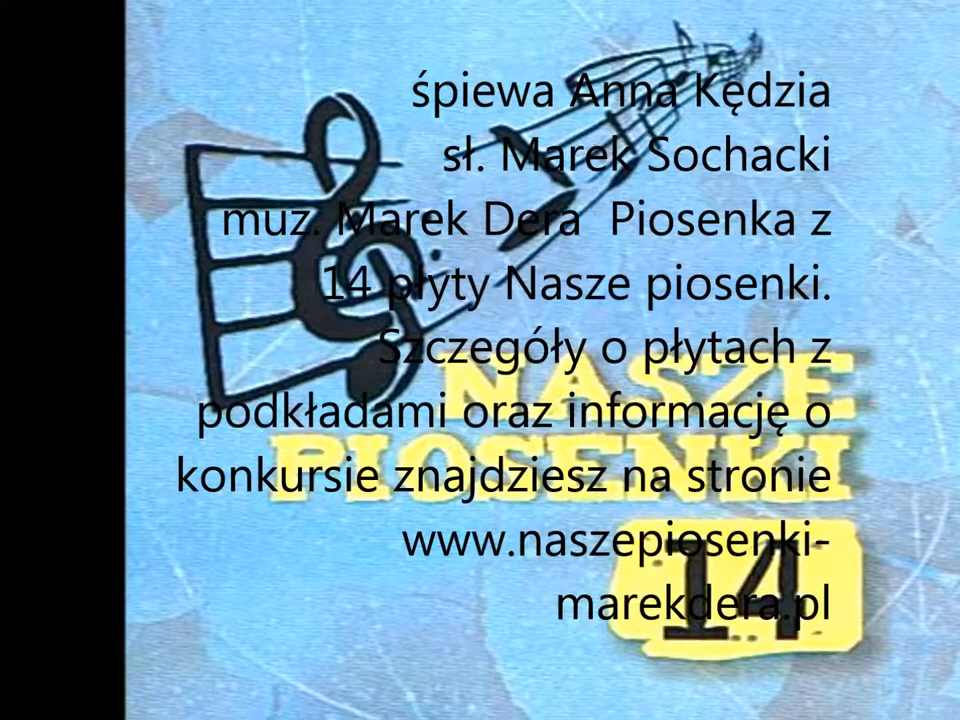 śpiewa Anna Kędzia
sł. Marek Sochacki
muz. Marek Dera  Piosenka z
14 płyty Nasze piosenki.
Szczegóły o płytach z
podkładami oraz informację o
konkursie znajdziesz na stronie
www.naszepiosenki-
marekdera.pl
NASZE
PIOSENKI
14